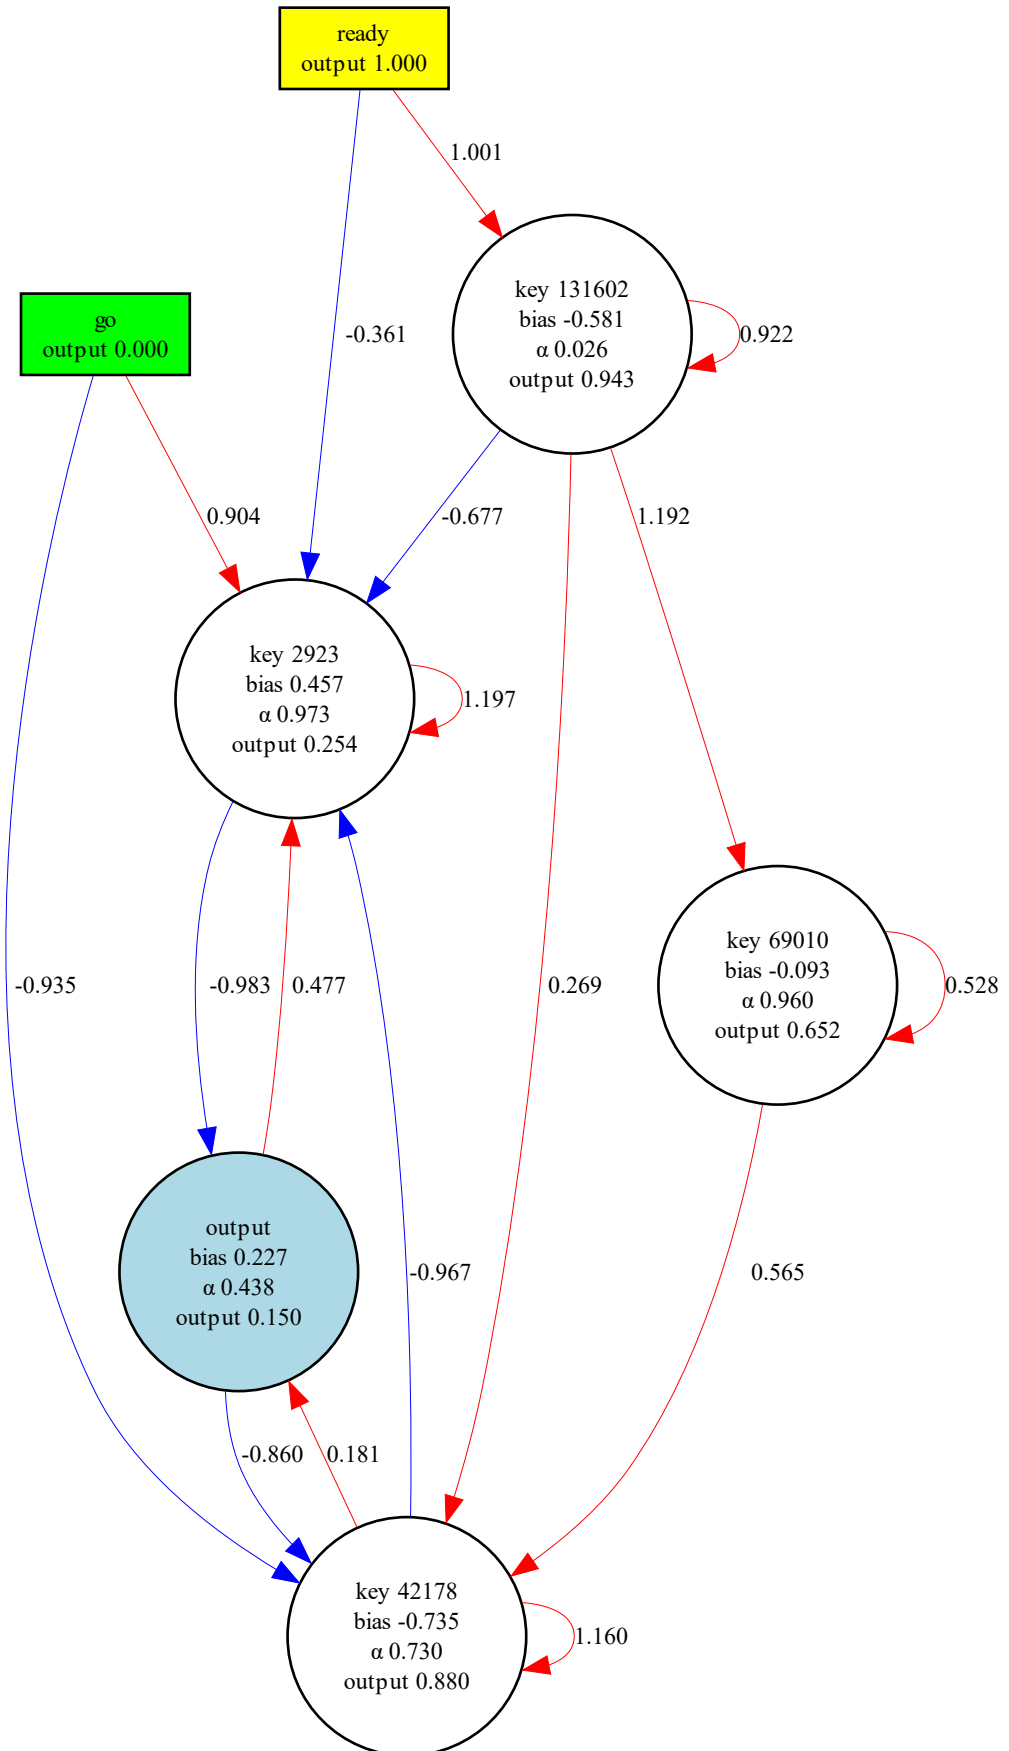 ready
output 1.000
1.001
key 131602
bias -0.581
α 0.026
output 0.943
0.922
go
output 0.000
-0.361
0.904
-0.677
1.192
key 2923
bias 0.457
α 0.973
output 0.254
1.197
key 69010
bias -0.093
α 0.960
output 0.652
0.528
-0.935
-0.983
0.477
0.269
output
bias 0.227
α 0.438
output 0.150
-0.967
0.565
-0.860
0.181
key 42178
bias -0.735
α 0.730
output 0.880
1.160